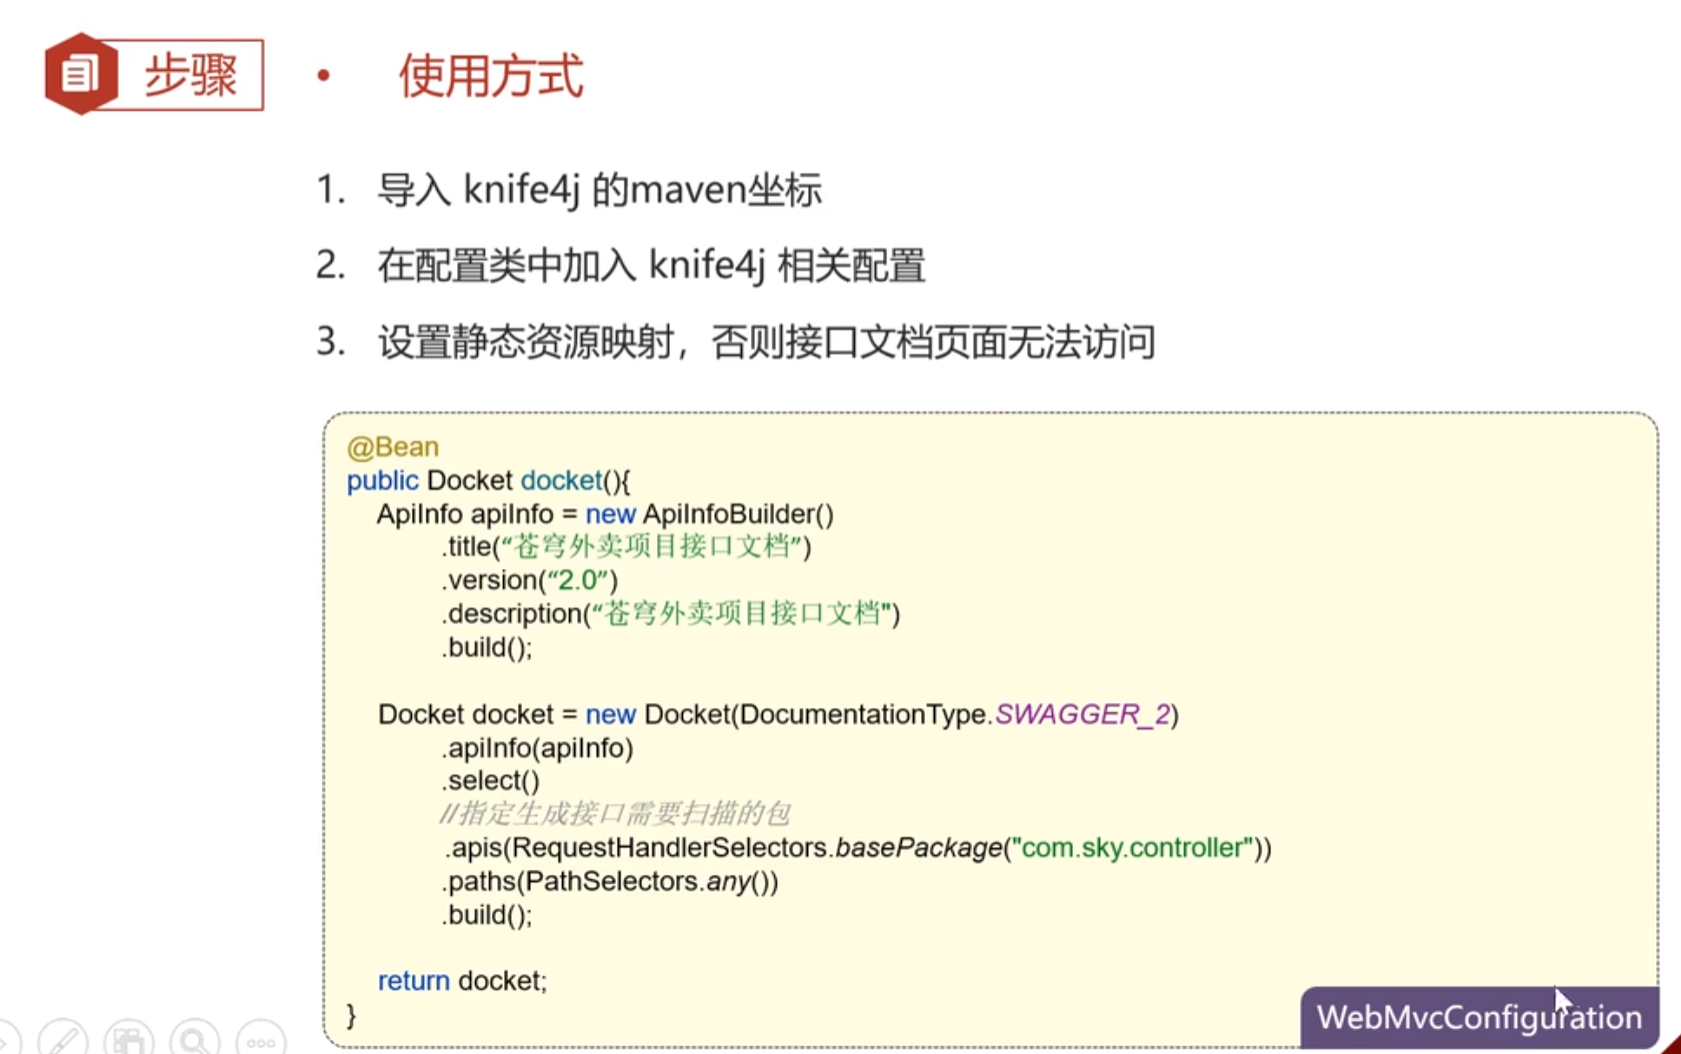 步骤
• 使用方式
1. 导入 knife4j 的maven坐标
2. 在配置类中加入 knife4j 相关配置
3. 设置静态资源映射，否则接口文档页面无法访问
@Bean
public Docket docket(){
ApiInfo apiInfo = new ApiInfoBuilder()
.title(“苍穹外卖项目接口文档”)
.version(“2.0”)
.description(“苍穹外卖项目接口文档")
.build();
Docket docket = new Docket(DocumentationType.SWAGGER_2)
.apiInfo(apiInfo)
.select()
//指定生成接口需要扫描的包
.apis(RequestHandlerSelectors.basePackage("com.sky.controller"))
.paths(PathSelectors.any())
.build();
return docket;
}
WebMvcConfiguration